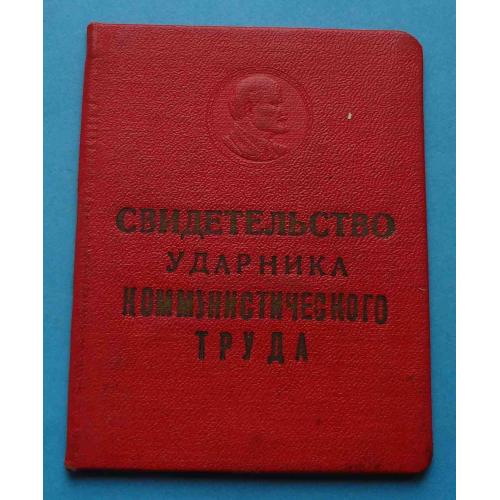 СВИДЕТЕЛЬСТВО
УДАРНИКА
КОММУНИСТИЧЕСКОГО
ТРУДА